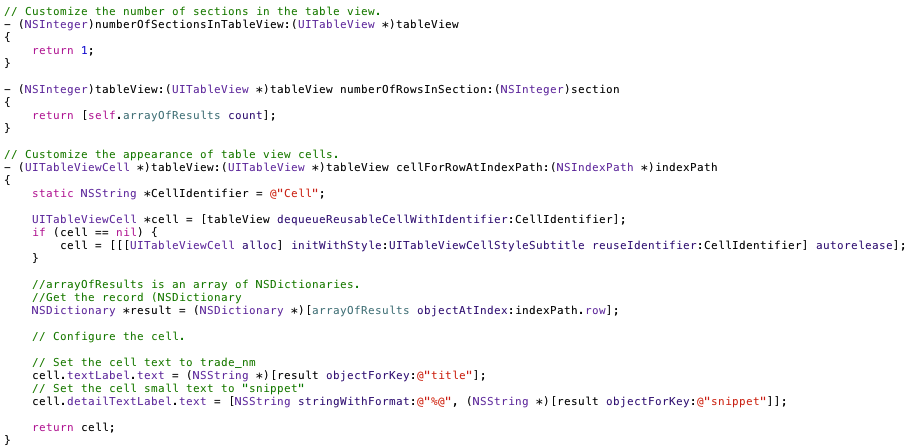 // Customize the number of sections in the table view.
– (NSInteger)numberOfSectionsInTableView:(UITableView *)tableView
{
    return 1;
}

– (NSInteger)tableView:(UITableView *)tableView numberOfRowsInSection:(NSInteger)section
{
    return [self.arrayOfResults count];
}

// Customize the appearance of table view cells.
– (UITableViewCell *)tableView:(UITableView *)tableView cellForRowAtIndexPath:(NSIndexPath *)indexPath
{
    static NSString *CellIdentifier = @"Cell";

    UITableViewCell *cell = [tableView dequeueReusableCellWithIdentifier:CellIdentifier];
    if (cell == nil) {
        cell = [[[UITableViewCell alloc] initWithStyle:UITableViewCellStyleSubtitle reuseIdentifier:CellIdentifier] autorelease];
    }

    //arrayOfResults is an array of NSDictionaries.
    //Get the record (NSDictionary
    NSDictionary *result = (NSDictionary *)[arrayOfResults objectAtIndex:indexPath.row];

    // Configure the cell.

    // Set the cell text to trade_nm
    cell.textLabel.text = (NSString *)[result objectForKey:@"title"];
    // Set the cell small text to "snippet"
    cell.detailTextLabel.text = [NSString stringWithFormat:@"%@", (NSString *)[result objectForKey:@"snippet"]];

    return cell;
}